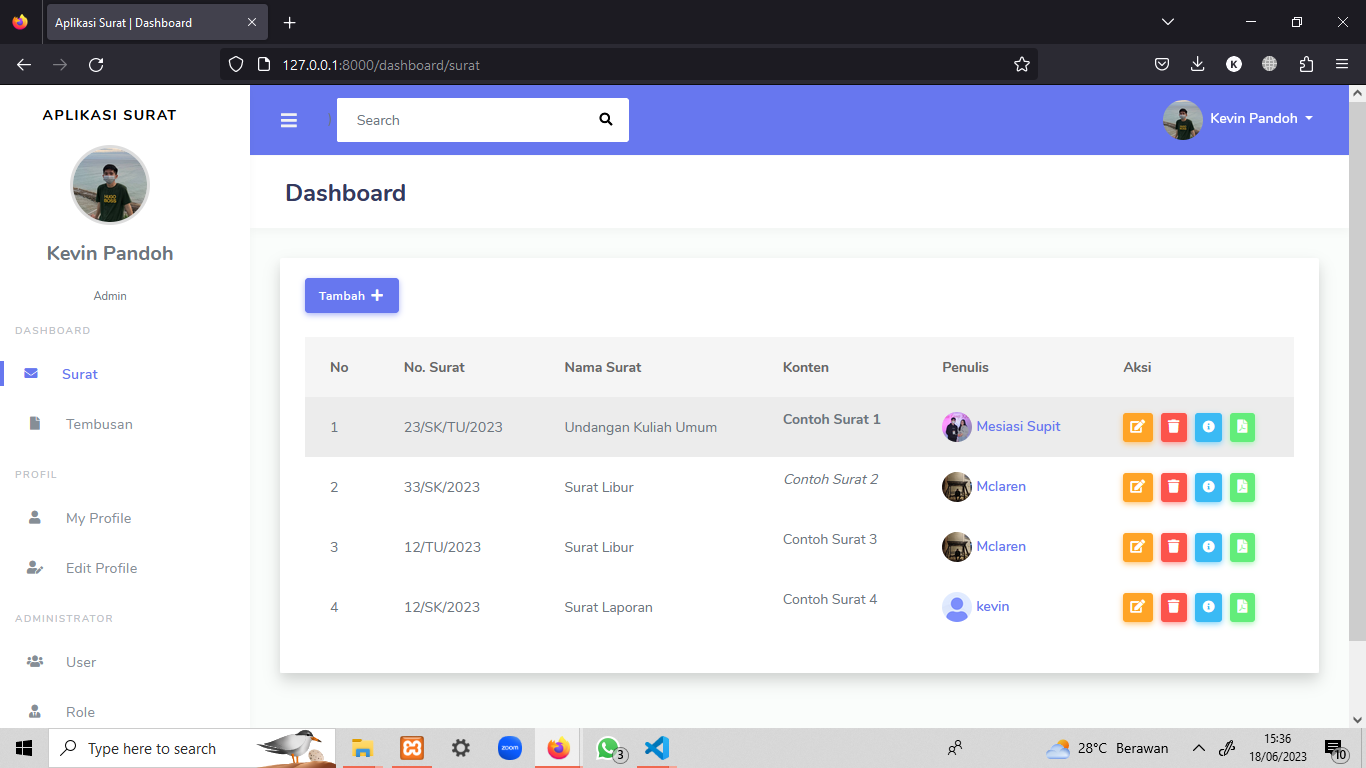 Aplikasi Surat | Dashboard
127.0.0.1:8000/dashboard/surat
K
APLIKASI SURAT
Kevin Pandoh
Admin
DASHBOARD
Surat
Tembusan
PROFIL
My Profile
Edit Profile
ADMINISTRATOR
User
Role
)
Search
Kevin Pandoh
Dashboard
Tambah
No No. Surat Nama Surat Konten Penulis Aksi
1 23/SK/TU/2023 Undangan Kuliah Umum Contoh Surat 1 Mesiasi Supit
2 33/SK/2023 Surat Libur Contoh Surat 2 Mclaren
3 12/TU/2023 Surat Libur Contoh Surat 3 Mclaren
4 12/SK/2023 Surat Laporan Contoh Surat 4 kevin
Type here to search
zoom
3
28°C Berawan
15:36
18/06/2023
10